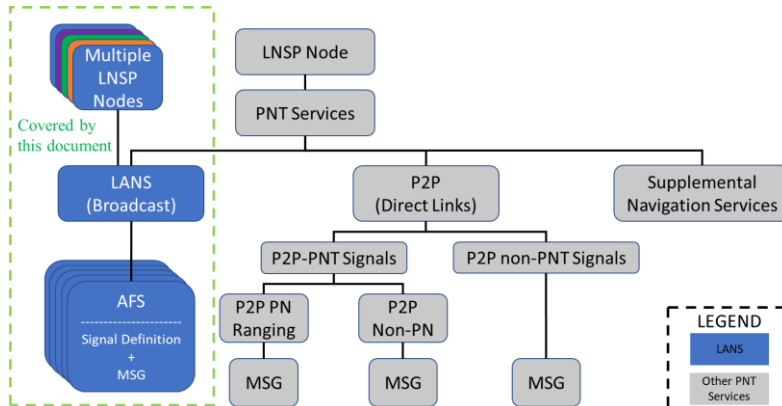 Multiple
LNSP
Nodes
Covered by
this document
LANS
(Broadcast)
AFS
Signal Definition
+
MSG
LNSP Node
PNT Services
P2P
(Direct Links)
Supplemental
Navigation Services
P2P-PNT Signals
P2P non-PNT Signals
P2P PN
Ranging
P2P
Non-PN
MSG
MSG
MSG
LEGEND
LANS
Other PNT
Services